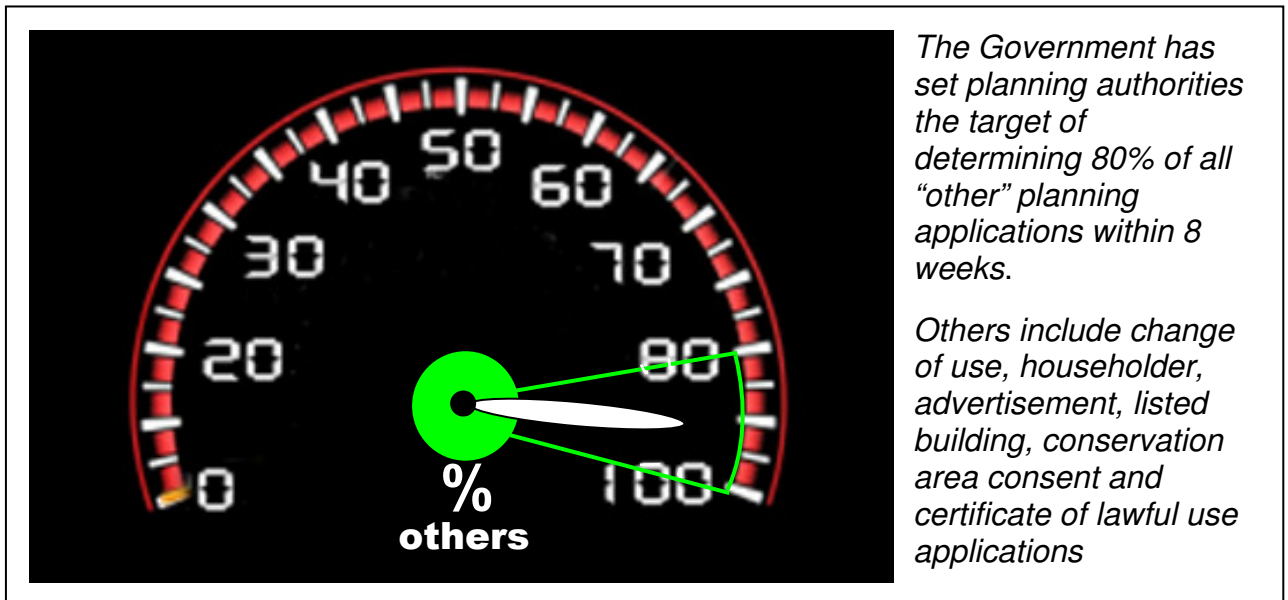 50
40
60
30
70
20
80
0
100
%
others
The Government has
set planning authorities
the target of
determining 80% of all
“other” planning
applications within 8
weeks.
Others include change
of use, householder,
advertisement, listed
building, conservation
area consent and
certificate of lawful use
applications